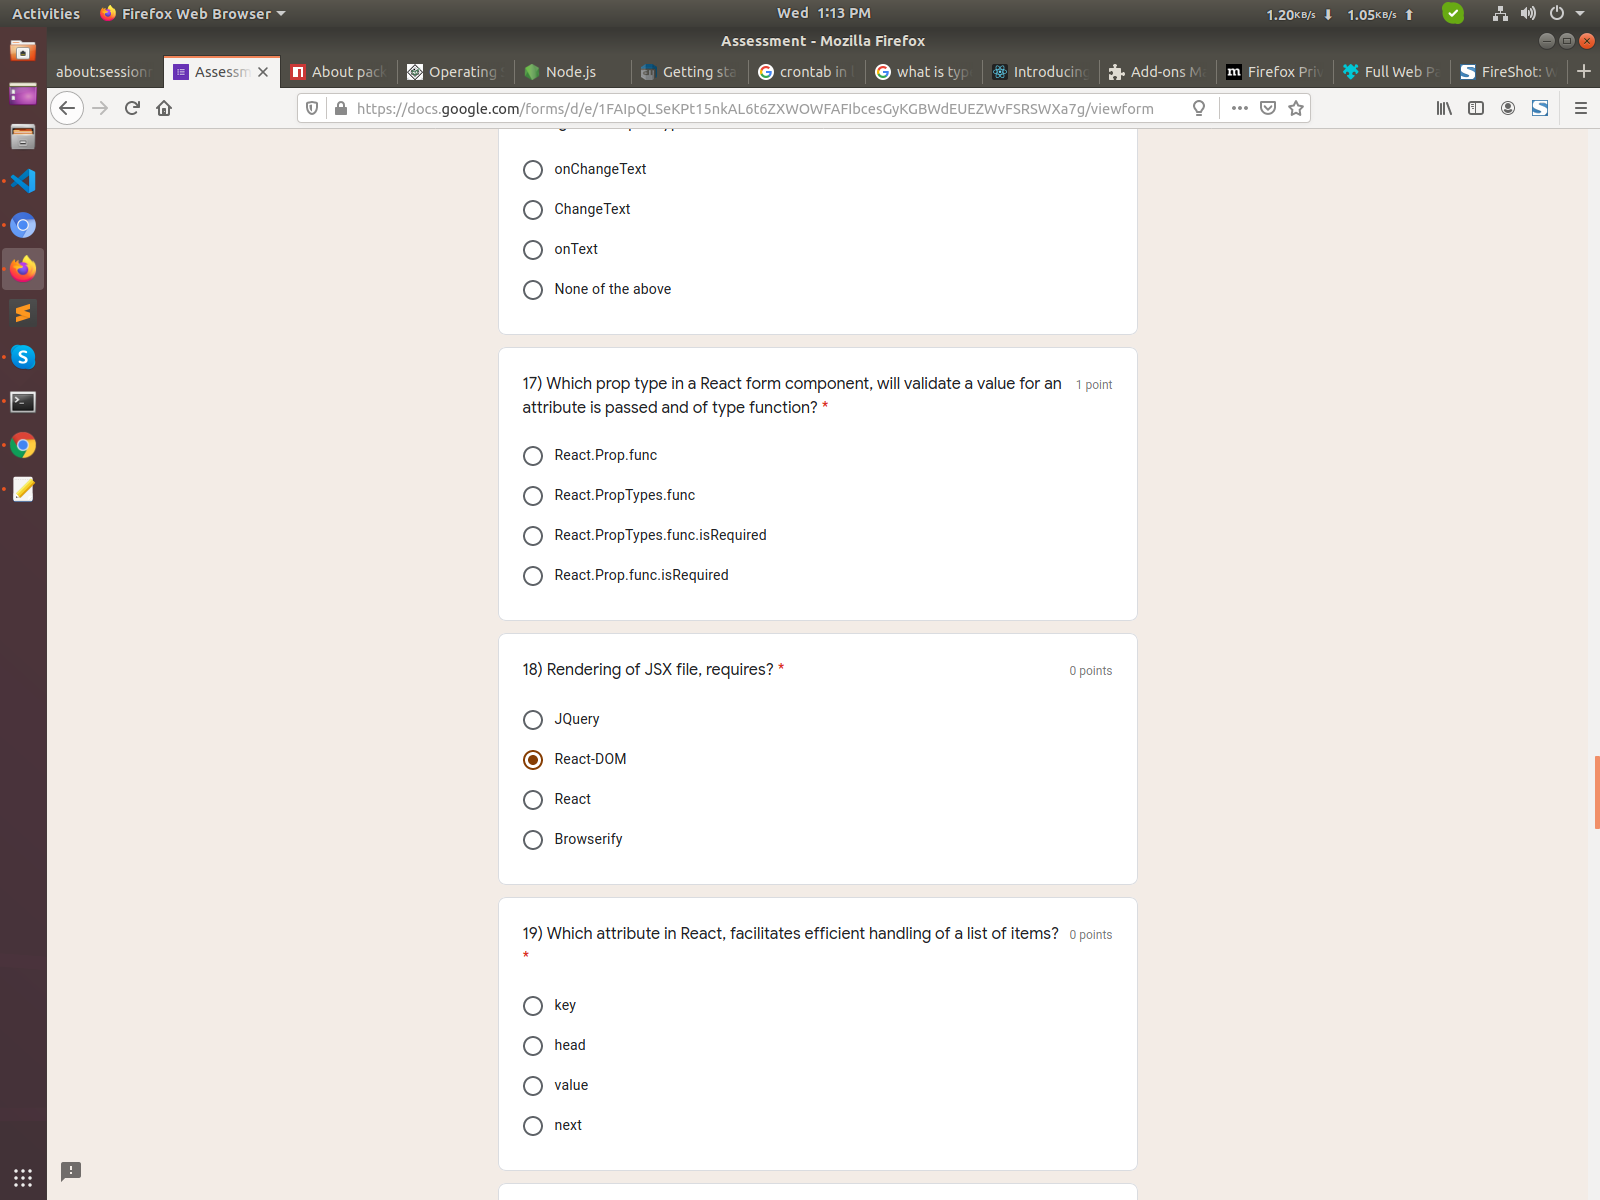 Activities
Firefox Web Browser
Wed 1:13 PM
1.20KB/s
1.05KB/s
Assessment - Mozilla Firefox
about:session
Assessm
About pack
Operating
Node.js
Getting sta
crontab in
what is typ
Introducing
Add-ons M
Firefox Pri
Full Web P
FireShot: W
https://docs.google.com/forms/d/e/1FAIpQLSeKPt15nkAL6t6ZXWOWFAFIbcesGyKGBWdEUEZWvFSRSWXa7g/viewform
onChangeText
ChangeText
onText
None of the above
17) Which prop type in a React form component, will validate a value for an 1 point
attribute is passed and of type function? *
React.Prop.func
React.PropTypes.func
React.PropTypes.func.isRequired
React.Prop.func.isRequired
18) Rendering of JSX file, requires? * 0 points
JQuery
React-DOM
React
Browserify
19) Which attribute in React, facilitates efficient handling of a list of items? 0 points
*
key
head
value
next